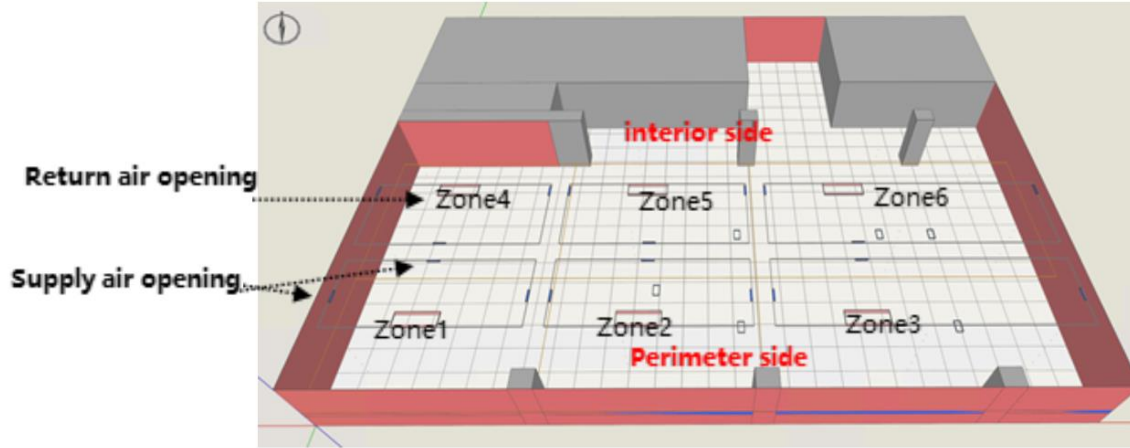 interior side
Return air opening
Zone4
Zone5
Zone6
Supply air opening
Zone1
Zone2
Zone3
Perimeter side